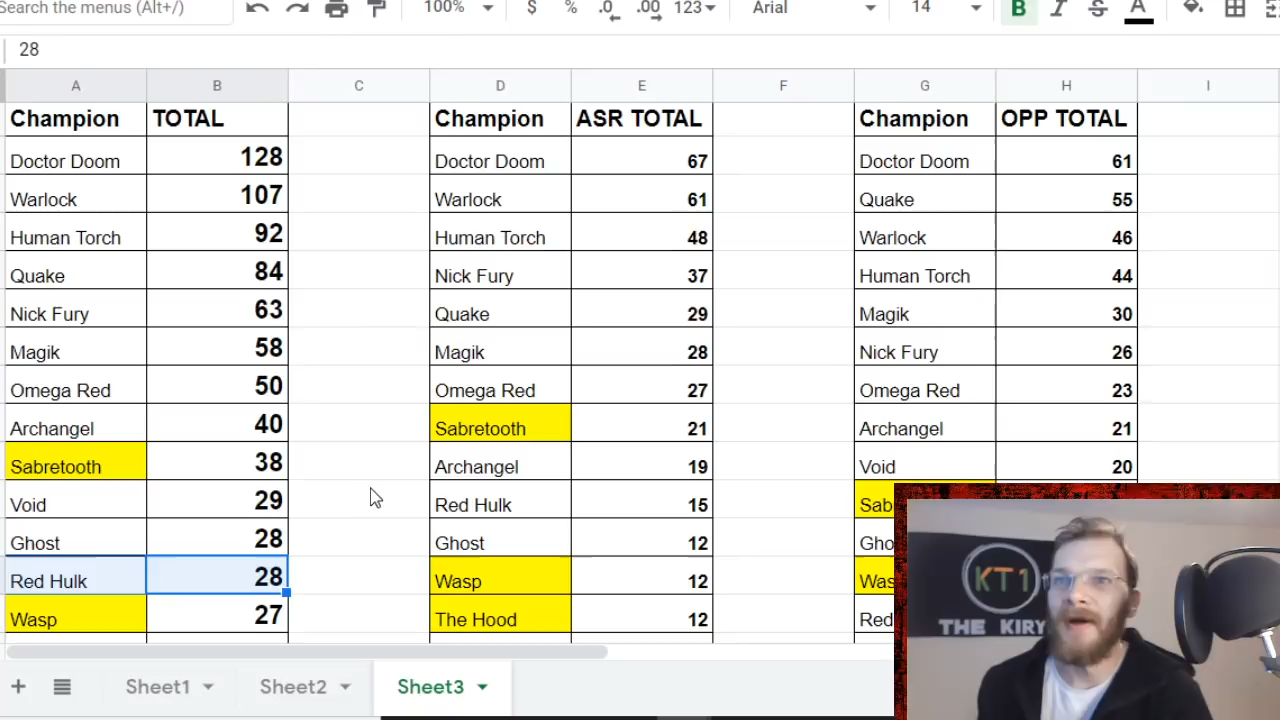 Search the menus (Alt+/)
100%
$ % .0 .00 123
Arial
14
B I S A
28
A B C D E F G H I
Champion TOTAL Champion ASR TOTAL Champion OPP TOTAL
Doctor Doom 128 Doctor Doom 67 Doctor Doom 61
Warlock 107 Warlock 61 Quake 55
Human Torch 92 Human Torch 48 Warlock 46
Quake 84 Nick Fury 37 Human Torch 44
Nick Fury 63 Quake 29 Magik 30
Magik 58 Magik 28 Nick Fury 26
Omega Red 50 Omega Red 27 Omega Red 23
Archangel 40 Sabretooth 21 Archangel 21
Sabretooth 38 Archangel 19 Void 20
Void 29 Red Hulk 15 Sab
Ghost 28 Ghost 12 Gho
Red Hulk 28 Wasp 12 Was
Wasp 27 The Hood 12 Red
KT1
THE KIRY
Sheet1 Sheet2 Sheet3